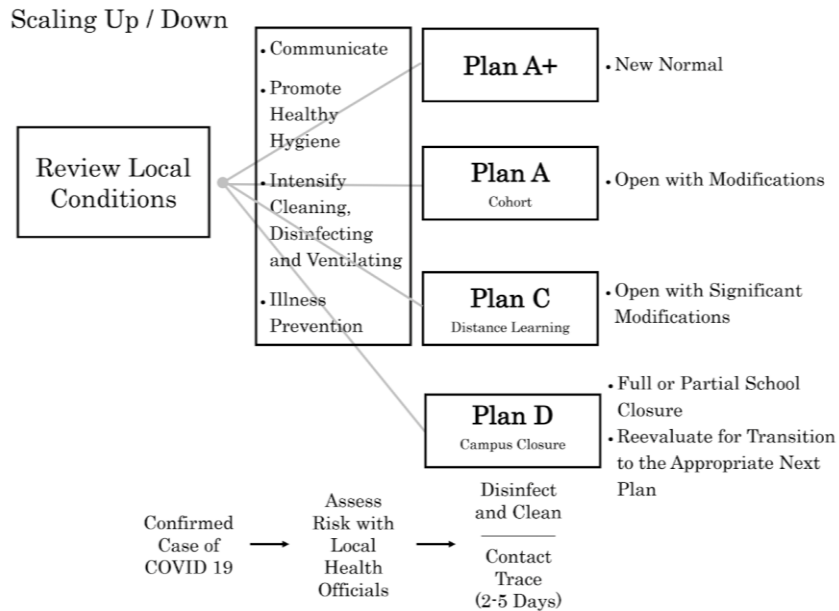 Scaling Up / Down
Review Local
Conditions
• Communicate
• Promote
Healthy
Hygiene
• Intensify
Cleaning,
Disinfecting
and Ventilating
• Illness
Prevention
Plan A+
• New Normal
Plan A
Cohort
• Open with Modifications
Plan C
Distance Learning
• Open with Significant
Modifications
Plan D
Campus Closure
• Full or Partial School
Closure
• Reevaluate for Transition
to the Appropriate Next
Plan
Confirmed
Case of
COVID 19
Assess
Risk with
Local
Health
Officials
Disinfect
and Clean
Contact
Trace
(2-5 Days)